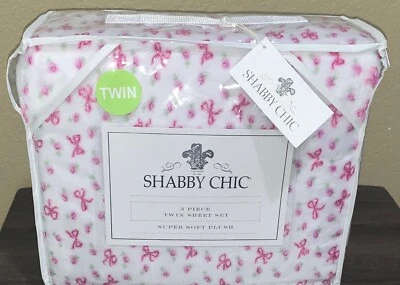 TWIN
SHABBY CHIC
SHABBY CHIC
3 PIECE
TWIN SHEET SET
SUPER SOFT PLUSH